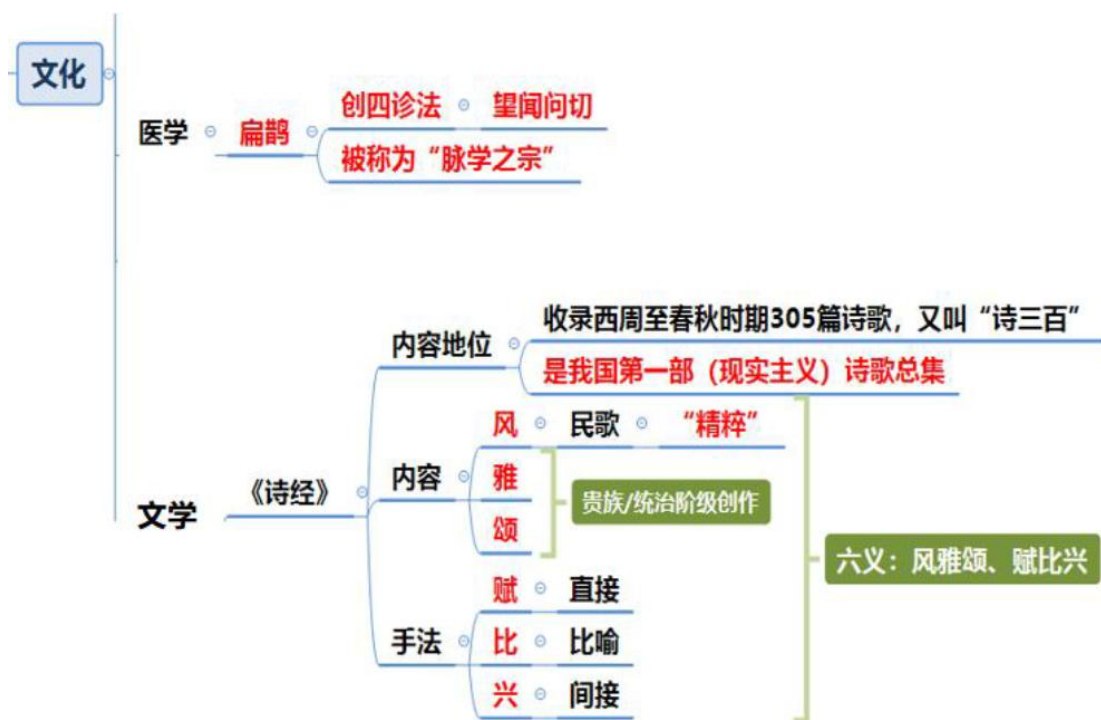 文化
医学
扁鹊
创四诊法
望闻问切
被称为“脉学之宗”
文学
《诗经》
内容地位
收录西周至春秋时期305篇诗歌，又叫“诗三百”
是我国第一部（现实主义）诗歌总集
内容
风
民歌
“精粹”
雅
颂
贵族/统治阶级创作
手法
赋
直接
比
比喻
兴
间接
六义：风雅颂、赋比兴